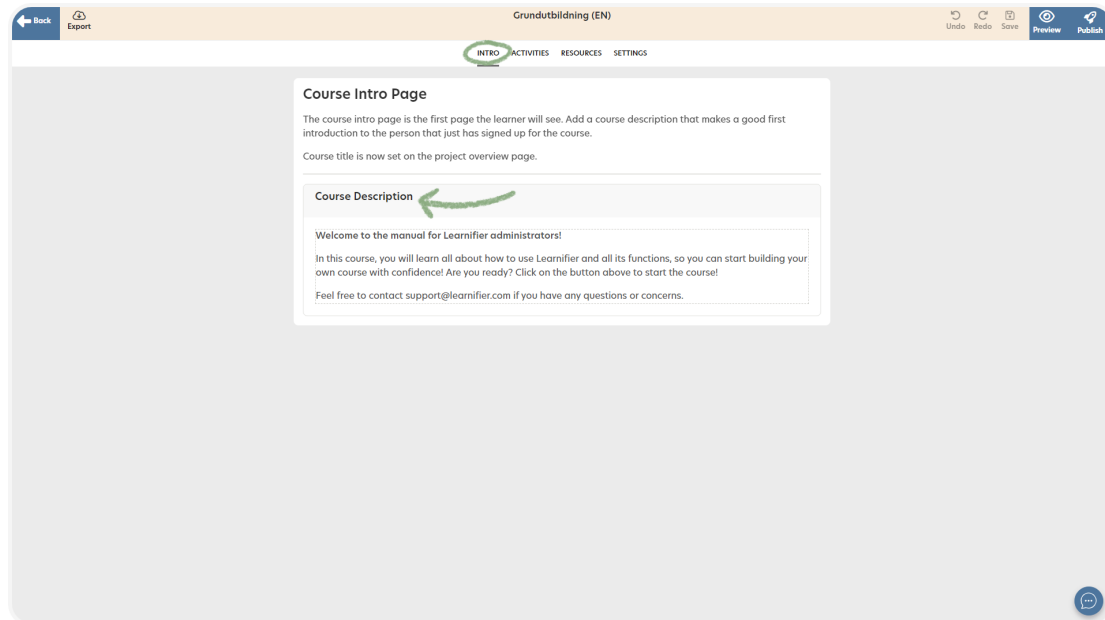 Back
Export
Grundutbildning (EN)
Undo
Redo
Save
Preview
Publish
INTRO
ACTIVITIES
RESOURCES
SETTINGS
Course Intro Page
The course intro page is the first page the learner will see. Add a course description that makes a good first
introduction to the person that just has signed up for the course.
Course title is now set on the project overview page.
Course Description
Welcome to the manual for Learnifier administrators!
In this course, you will learn all about how to use Learnifier and all its functions, so you can start building your
own course with confidence! Are you ready? Click on the button above to start the course!
Feel free to contact support@learnifier.com if you have any questions or concerns.